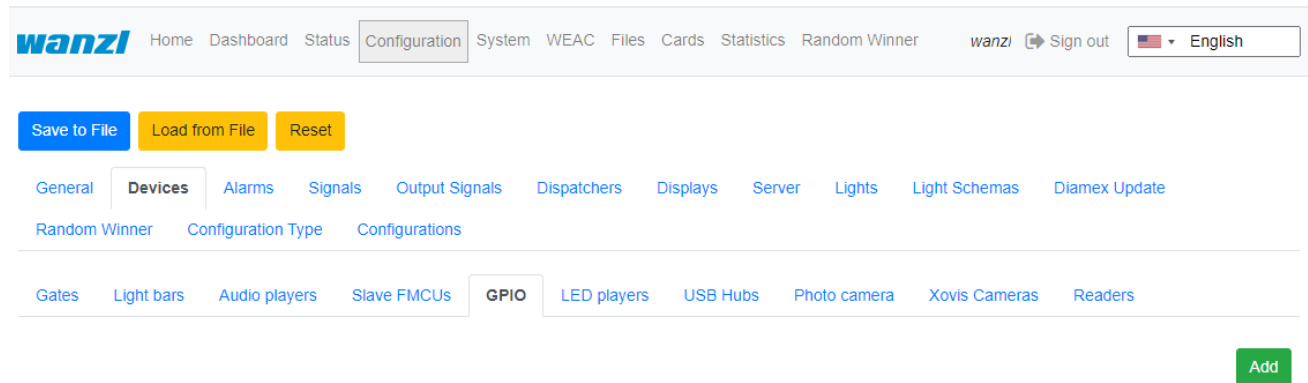 wanzl Home Dashboard Status Configuration System WEAC Files Cards Statistics Random Winner wanzl Sign out English
Save to File Load from File Reset
General Devices Alarms Signals Output Signals Dispatchers Displays Server Lights Light Schemas Diamex Update
Random Winner Configuration Type Configurations
Gates Light bars Audio players Slave FMCUs GPIO LED players USB Hubs Photo camera Xovis Cameras Readers
Add